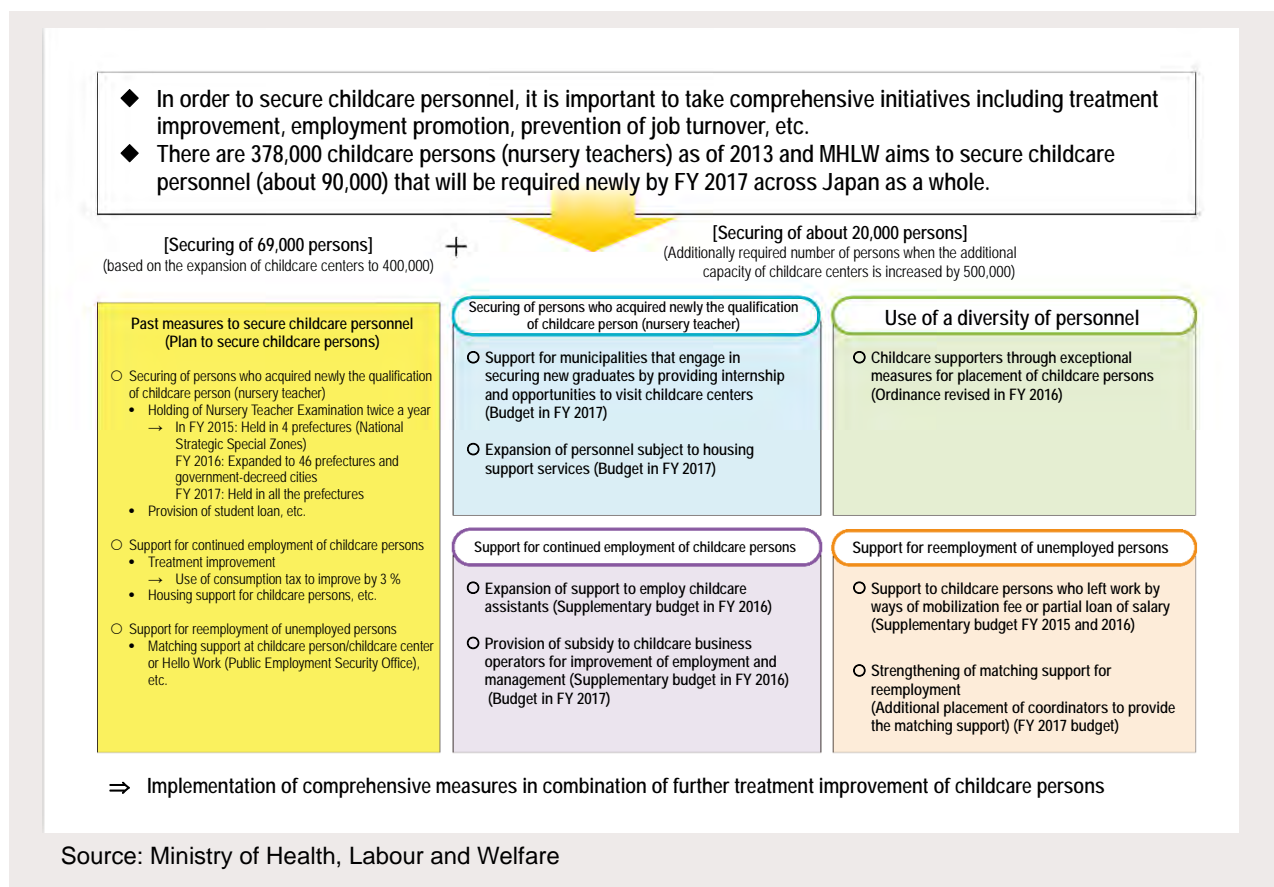 ◆ In order to secure childcare personnel, it is important to take comprehensive initiatives including treatment
improvement, employment promotion, prevention of job turnover, etc.
◆ There are 378,000 childcare persons (nursery teachers) as of 2013 and MHLW aims to secure childcare
personnel (about 90,000) that will be required newly by FY 2017 across Japan as a whole.
[Securing of 69,000 persons]
(based on the expansion of childcare centers to 400,000)
+
[Securing of about 20,000 persons]
(Additionally required number of persons when the additional
capacity of childcare centers is increased by 500,000)
Past measures to secure childcare personnel
(Plan to secure childcare persons)
○ Securing of persons who acquired newly the qualification
of childcare person (nursery teacher)
• Holding of Nursery Teacher Examination twice a year
→ In FY 2015: Held in 4 prefectures (National
Strategic Special Zones)
FY 2016: Expanded to 46 prefectures and
government-decreed cities
FY 2017: Held in all the prefectures
• Provision of student loan, etc.
○ Support for continued employment of childcare persons
• Treatment improvement
→ Use of consumption tax to improve by 3 %
• Housing support for childcare persons, etc.
○ Support for reemployment of unemployed persons
• Matching support at childcare person/childcare center
or Hello Work (Public Employment Security Office),
etc.
Securing of persons who acquired newly the qualification
of childcare person (nursery teacher)
○ Support for municipalities that engage in
securing new graduates by providing internship
and opportunities to visit childcare centers
(Budget in FY 2017)
○ Expansion of personnel subject to housing
support services (Budget in FY 2017)
Use of a diversity of personnel
○ Childcare supporters through exceptional
measures for placement of childcare persons
(Ordinance revised in FY 2016)
Support for continued employment of childcare persons
○ Expansion of support to employ childcare
assistants (Supplementary budget in FY 2016)
○ Provision of subsidy to childcare business
operators for improvement of employment and
management (Supplementary budget in FY 2016)
(Budget in FY 2017)
Support for reemployment of unemployed persons
○ Support to childcare persons who left work by
ways of mobilization fee or partial loan of salary
(Supplementary budget FY 2015 and 2016)
○ Strengthening of matching support for
reemployment
(Additional placement of coordinators to provide
the matching support) (FY 2017 budget)
⇒ Implementation of comprehensive measures in combination of further treatment improvement of childcare persons
Source: Ministry of Health, Labour and Welfare